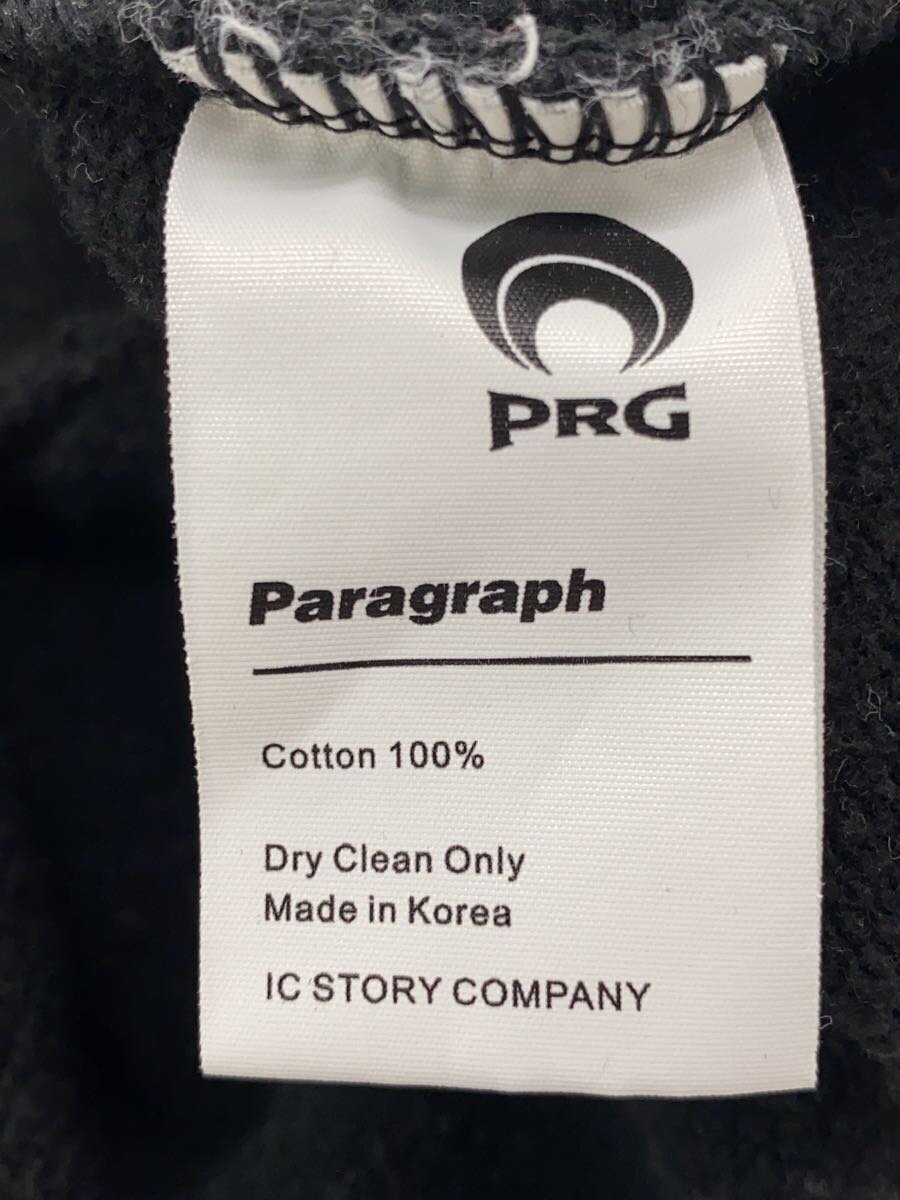 PRG
Paragraph
Cotton 100%
Dry Clean Only
Made in Korea
IC STORY COMPANY